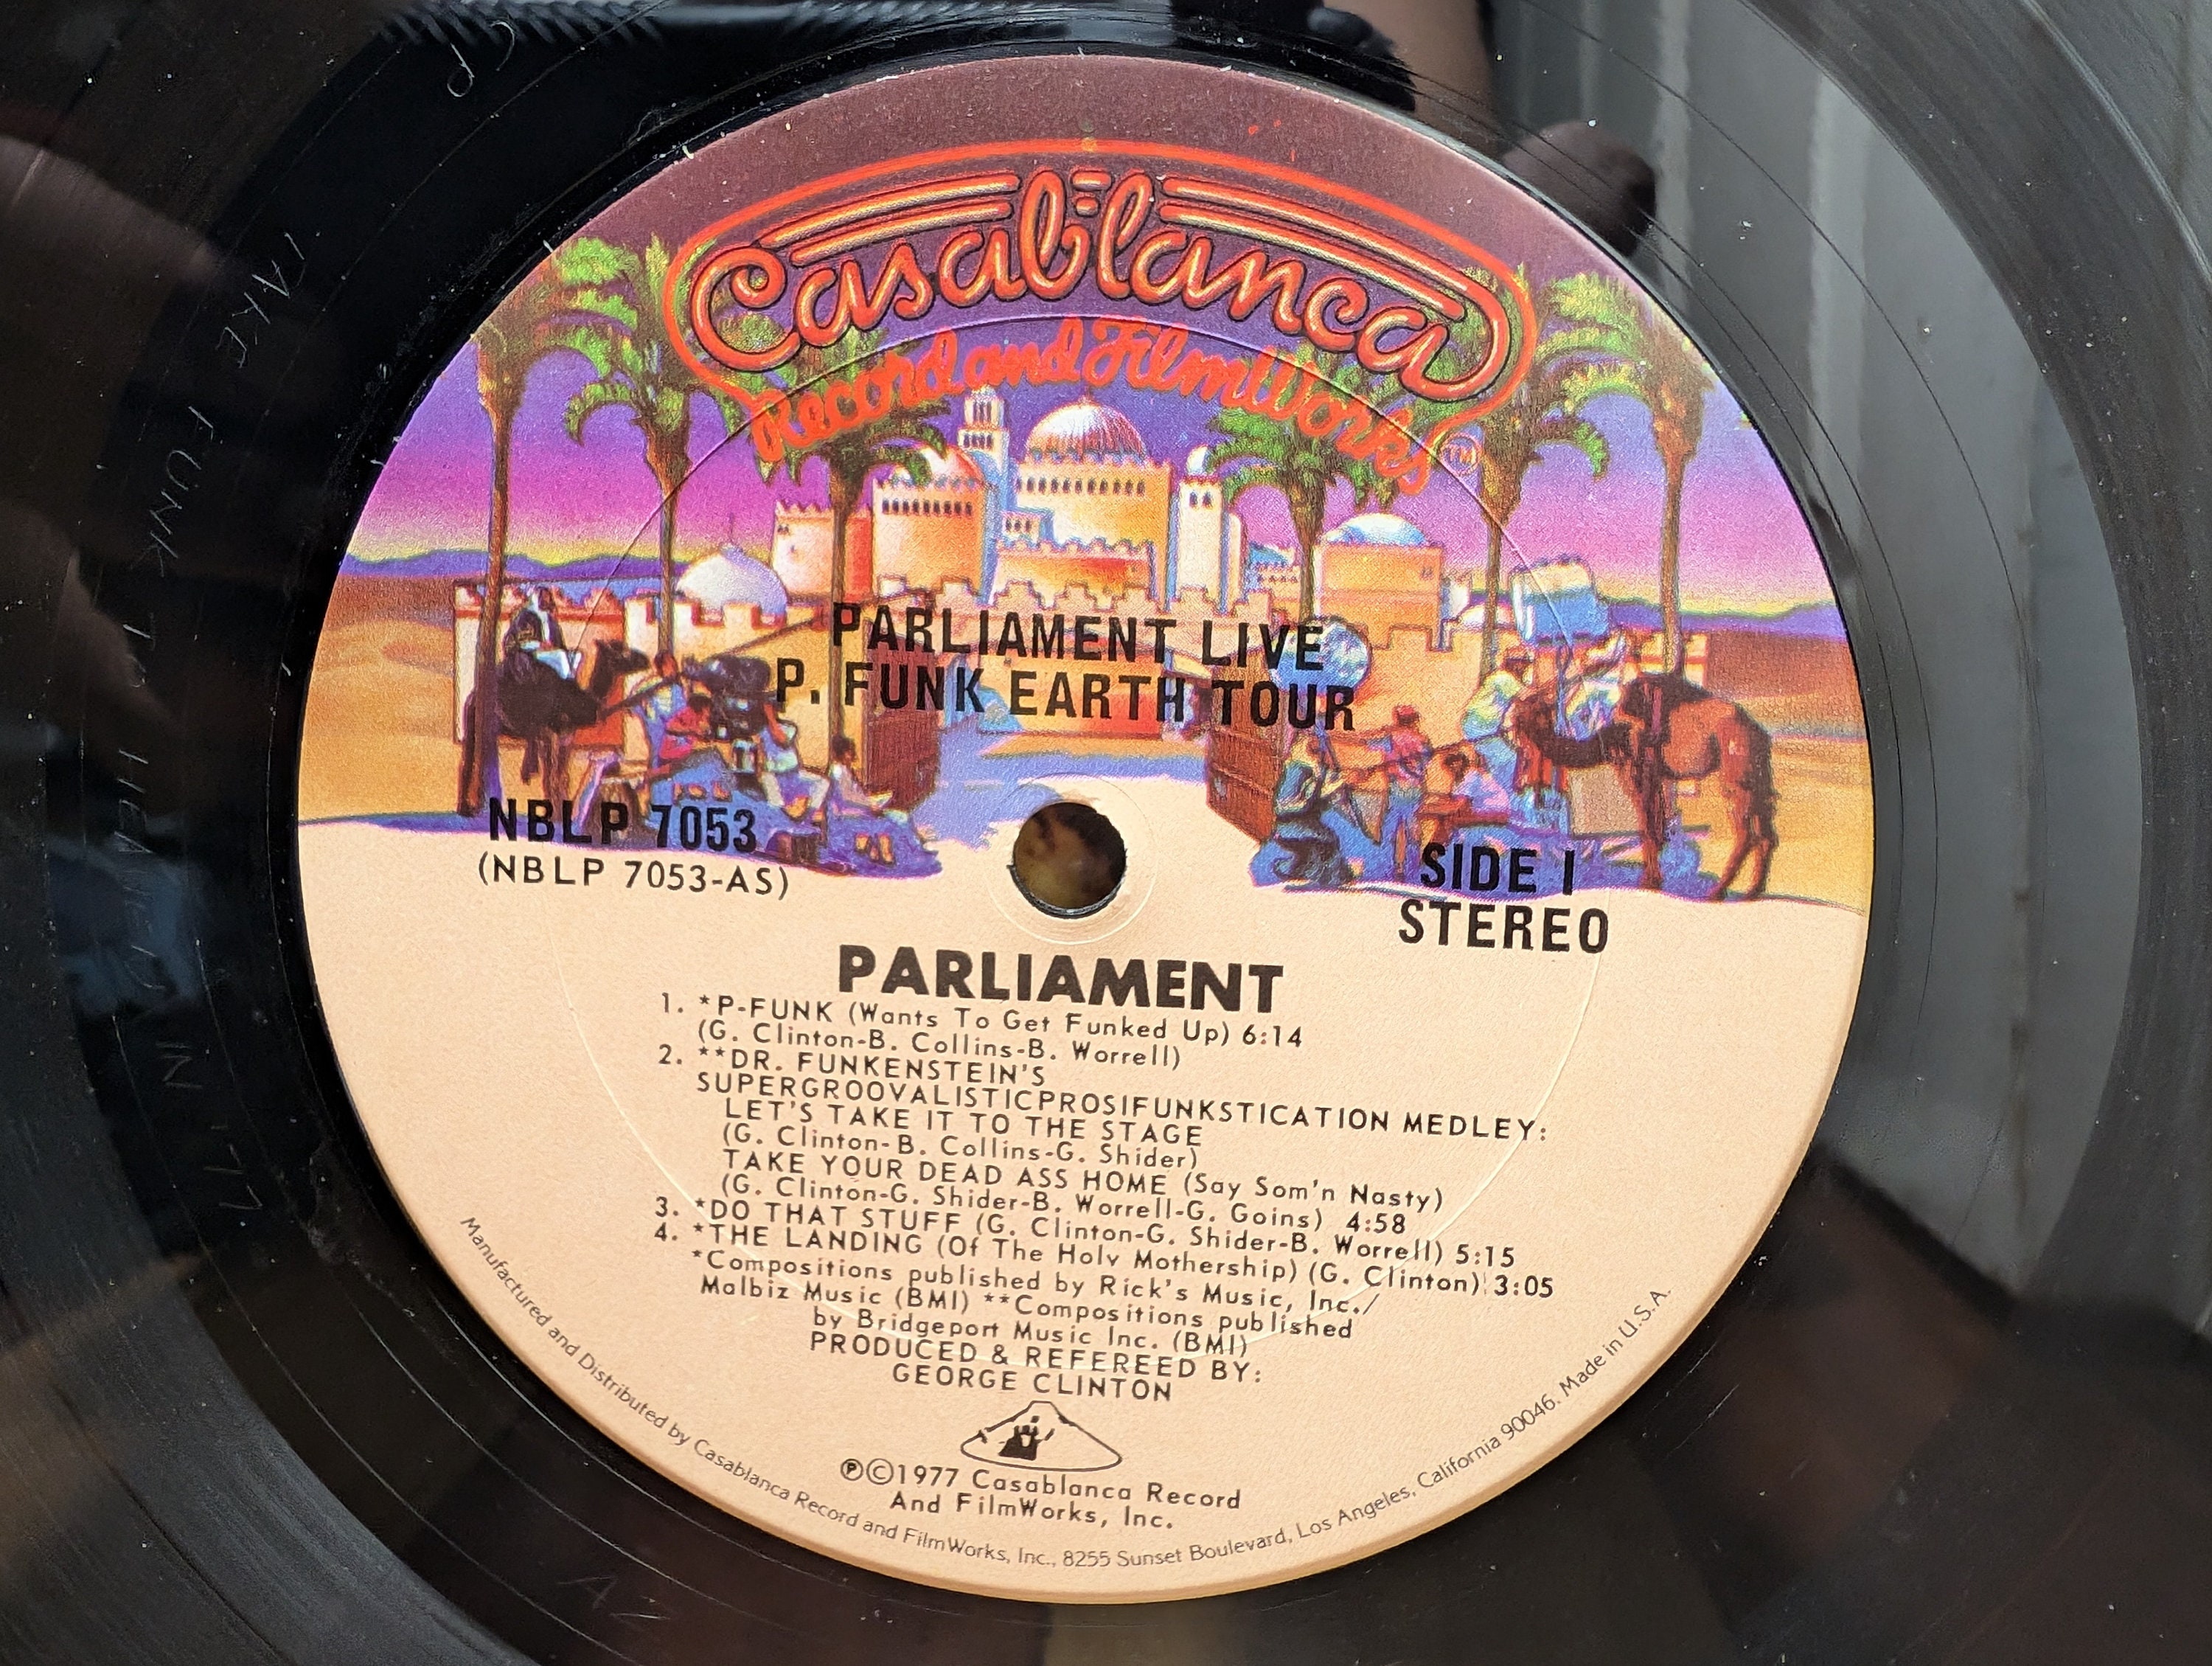 Casablanca
Record and FilmWorks
TM
PARLIAMENT LIVE
P. FUNK EARTH TOUR
NBLP 7053
(NBLP 7053-AS)
SIDE I
STEREO
PARLIAMENT
1. *P-FUNK (Wants To Get Funked Up) 6:14
(G. Clinton-B. Collins-B. Worrell)
2. **DR. FUNKENSTEIN'S
SUPERGROOVALISTICPROSIFUNKSTICATION MEDLEY:
LET'S TAKE IT TO THE STAGE
(G. Clinton-B. Collins-G. Shider)
TAKE YOUR DEAD ASS HOME (Say Som'n Nasty)
(G. Clinton-G. Shider-B. Worrell-G. Goins) 4:58
3. *DO THAT STUFF (G. Clinton-G. Shider-B. Worrell) 5:15
4. *THE LANDING (Of The Holy Mothership) (G. Clinton) 3:05
*Compositions published by Rick's Music, Inc./
Malbiz Music (BMI) **Compositions published
by Bridgeport Music Inc. (BMI)
PRODUCED & REFEREED BY:
GEORGE CLINTON
℗©1977 Casablanca Record
And FilmWorks, Inc.
Manufactured and Distributed by Casablanca Record and FilmWorks, Inc., 8255 Sunset Boulevard, Los Angeles, California 90046. Made in U.S.A.
TAKE FUNK TO HEAVEN IN '77